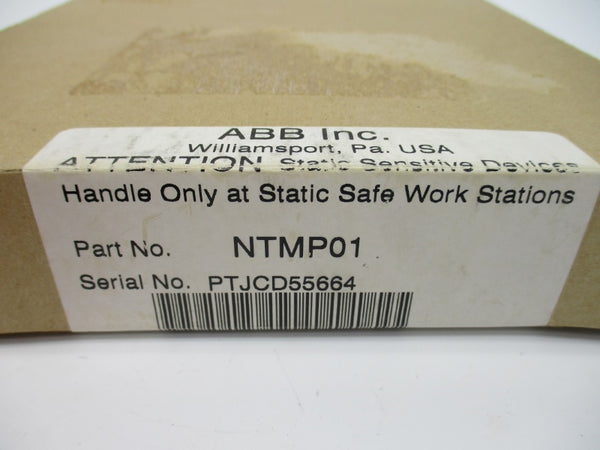 ABB Inc.
Williamsport, Pa. USA
ATTENTION Static Sensitive Devices
Handle Only at Static Safe Work Stations
Part No. NTMP01
Serial No. PTJCD55664